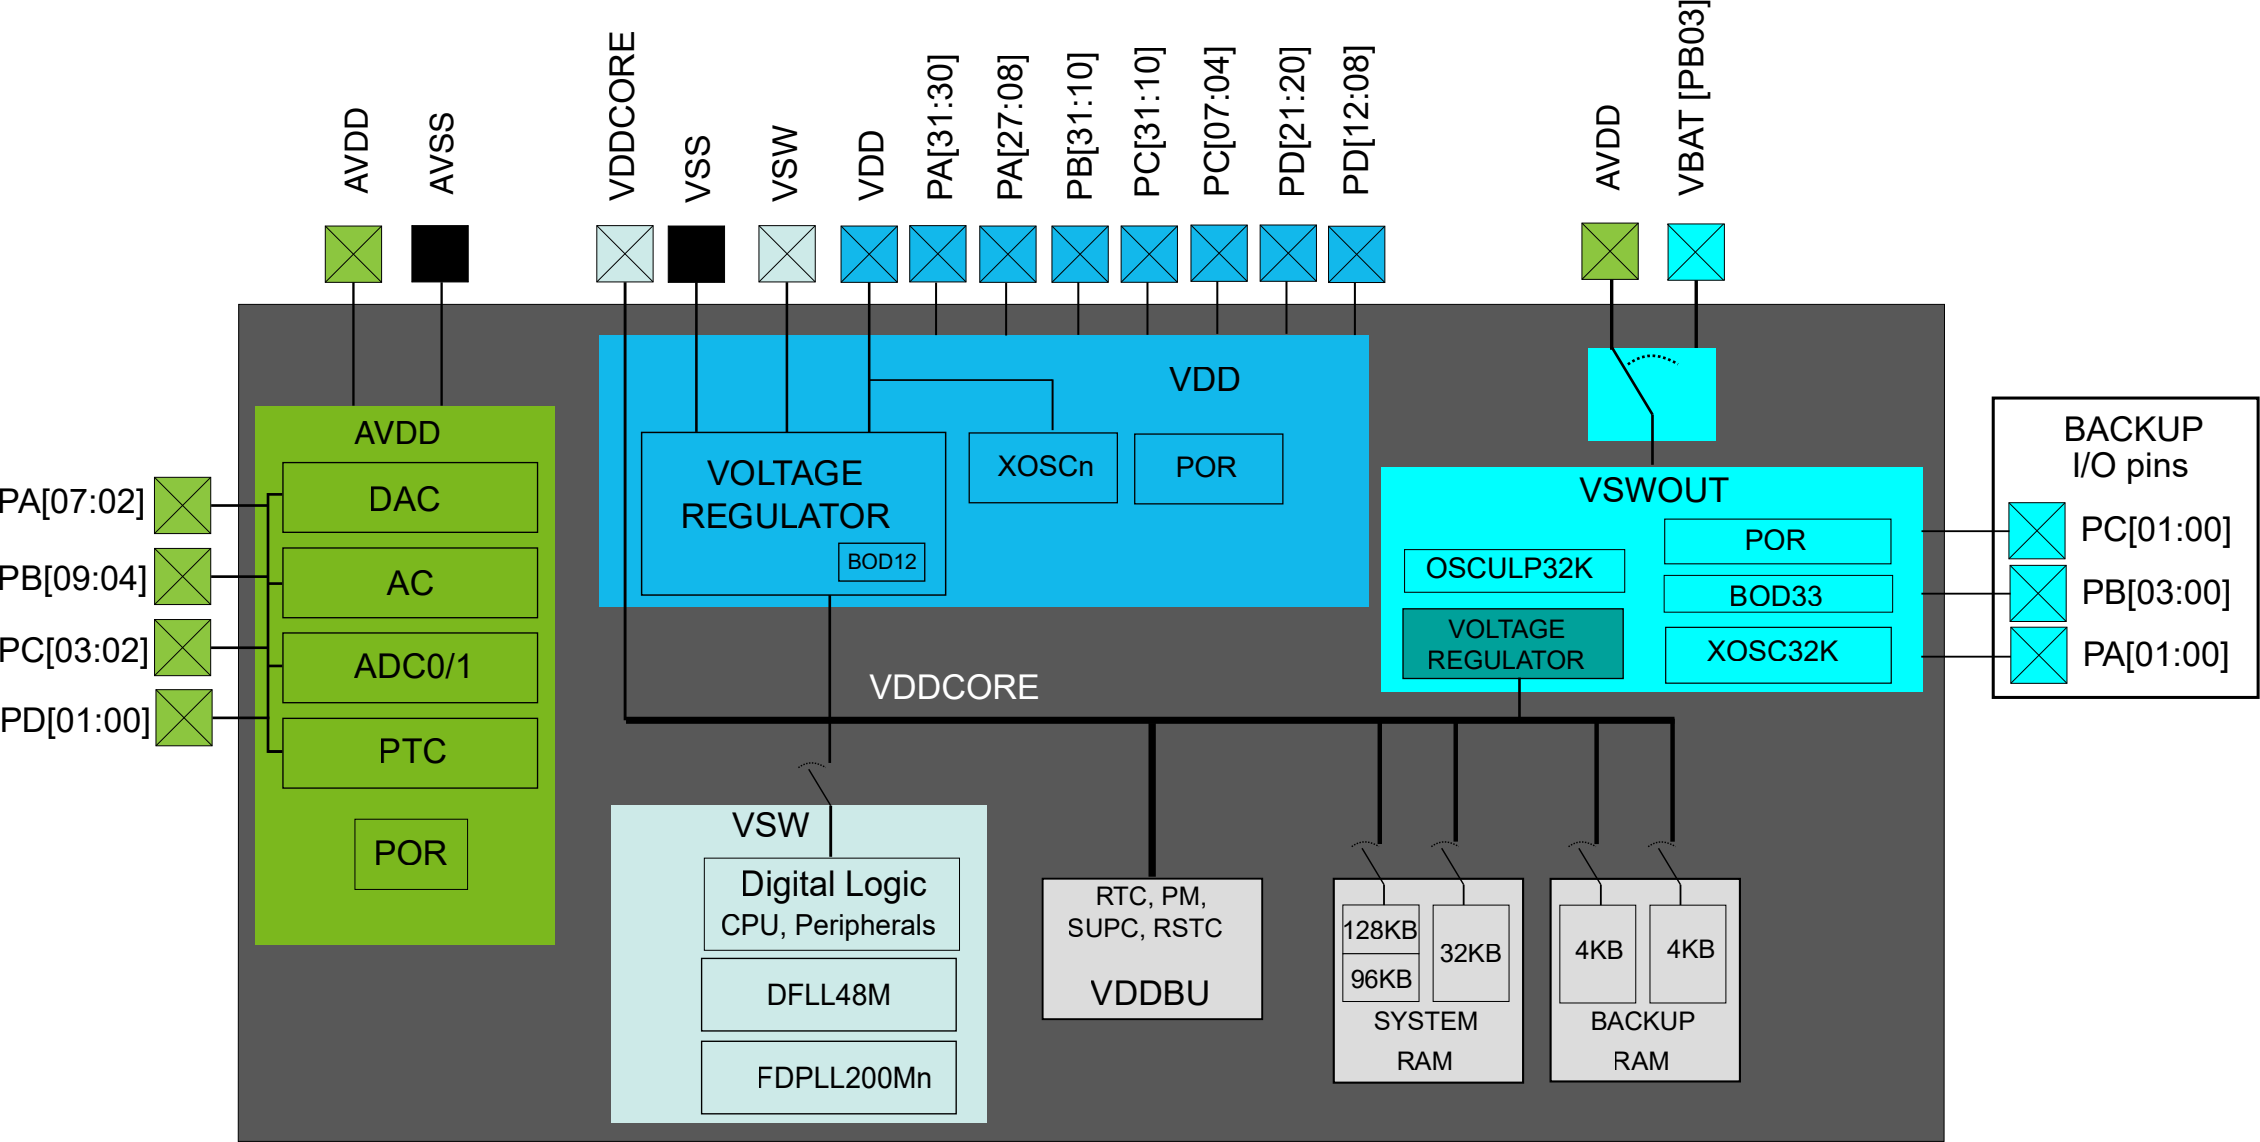 AVDD
AVSS
VDDCORE
VSS
VSW
VDD
PA[31:30]
PA[27:08]
PB[31:10]
PC[31:10]
PC[07:04]
PD[21:20]
PD[12:08]
AVDD
VBAT [PB03]
PA[07:02]
PB[09:04]
PC[03:02]
PD[01:00]
AVDD
DAC
AC
ADC0/1
PTC
POR
VDD
VOLTAGE
REGULATOR
BOD12
XOSCn
POR
VSWOUT
OSCULP32K
VOLTAGE
REGULATOR
POR
BOD33
XOSC32K
BACKUP
I/O pins
PC[01:00]
PB[03:00]
PA[01:00]
VDDCORE
VSW
Digital Logic
CPU, Peripherals
DFLL48M
FDPLL200Mn
RTC, PM,
SUPC, RSTC
VDDBU
128KB
96KB
32KB
SYSTEM
RAM
4KB
4KB
BACKUP
RAM